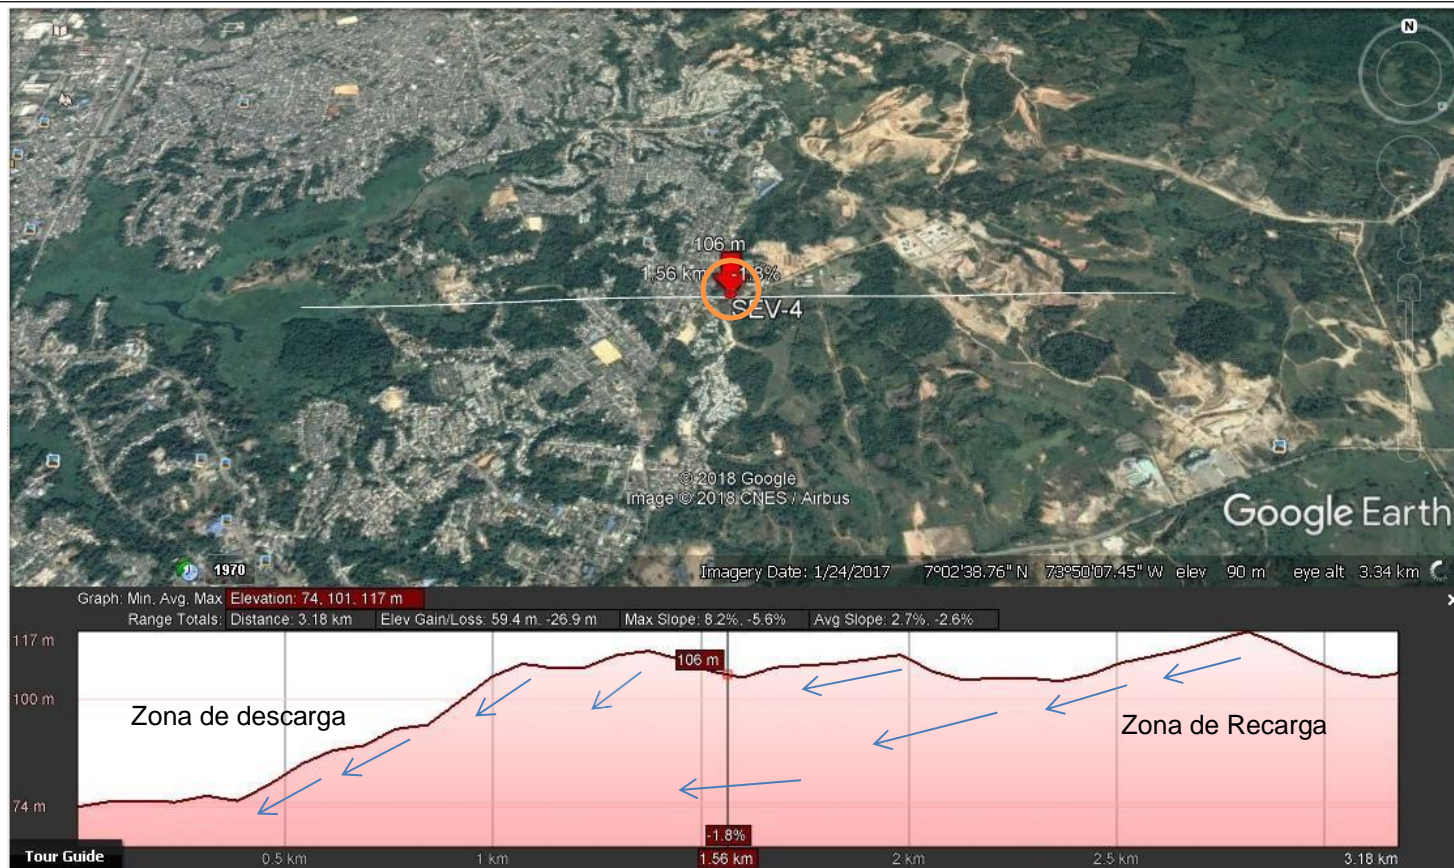 N
106 m
1,56 km -1.8%
SEV-4
© 2018 Google
Image © 2018 CNES / Airbus
Google Earth
1970
Imagery Date: 1/24/2017 7°02'38.76" N 73°50'07.45" W elev 90 m eye alt 3.34 km
Graph: Min, Avg, Max Elevation: 74, 101, 117 m
Range Totals: Distance: 3.18 km Elev Gain/Loss: 59.4 m, -26.9 m Max Slope: 8.2%, -5.6% Avg Slope: 2.7%, -2.6%
117 m
106 m
100 m
Zona de descarga
Zona de Recarga
74 m
-1.8%
Tour Guide
0.5 km 1 km 1.56 km 2 km 2.5 km 3.18 km